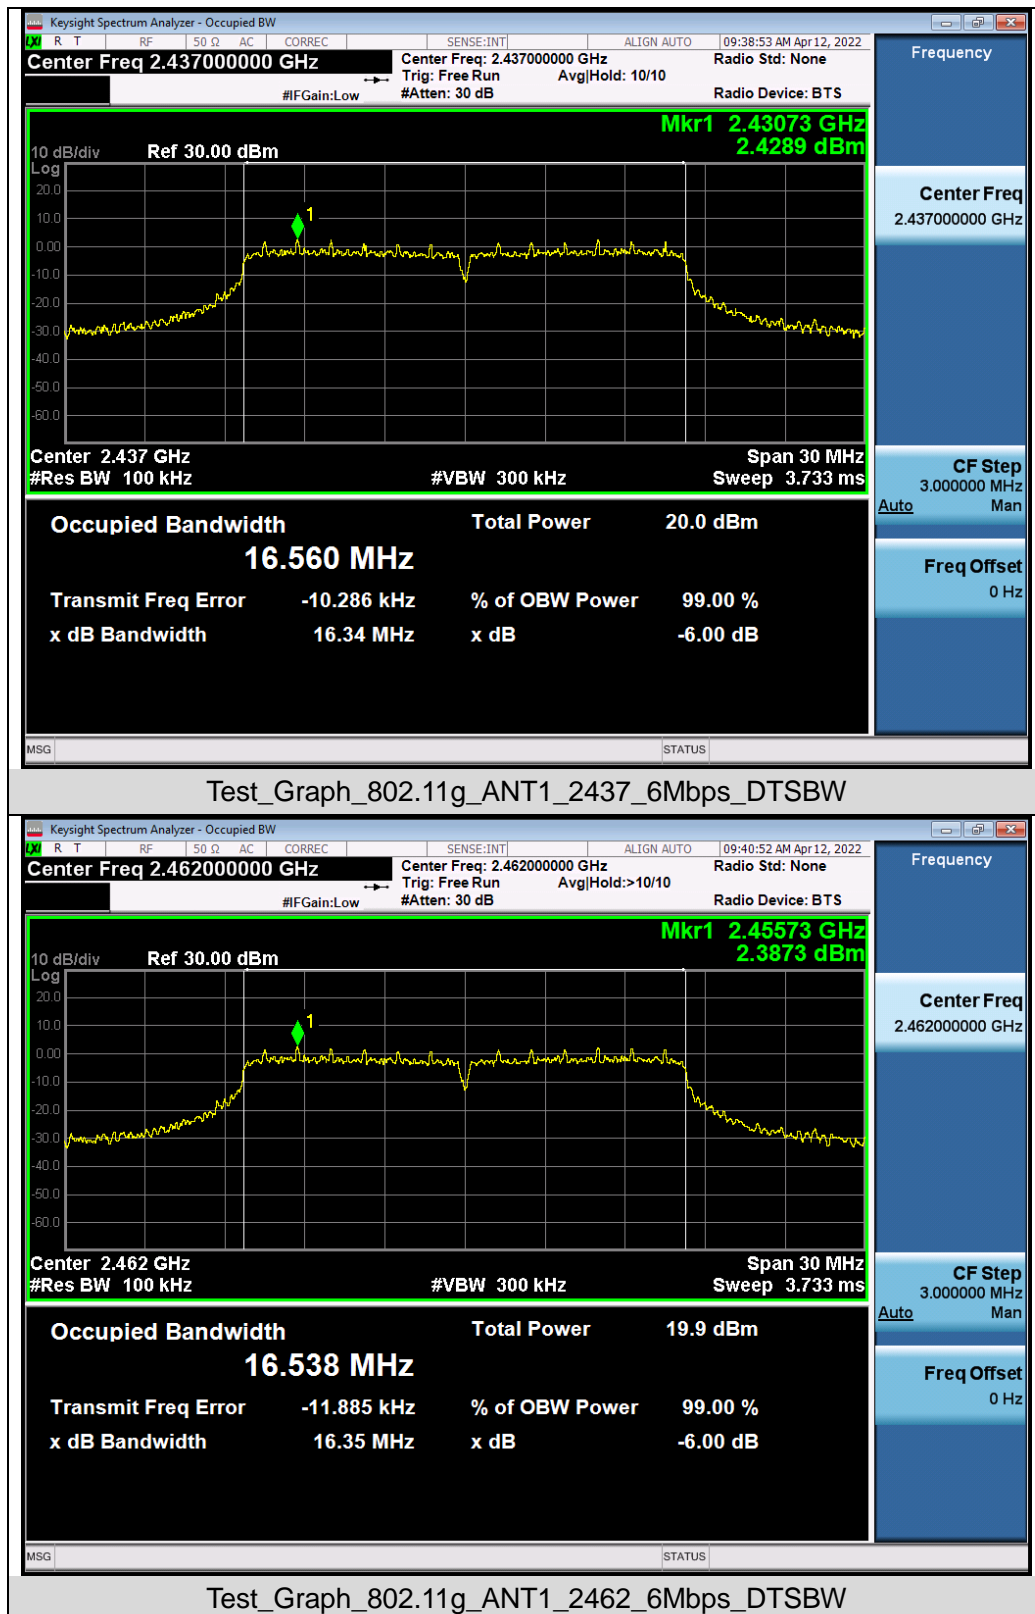 Keysight Spectrum Analyzer - Occupied BW
LXI R T RF 50 Ω AC CORREC SENSE:INT ALIGN AUTO 09:38:53 AM Apr 12, 2022
Center Freq 2.437000000 GHz
Center Freq: 2.437000000 GHz
Radio Std: None
Trig: Free Run Avg|Hold: 10/10
#IFGain:Low
#Atten: 30 dB
Radio Device: BTS
Mkr1 2.43073 GHz
2.4289 dBm
10 dB/div Ref 30.00 dBm
Log
20.0
10.0
0.00
-10.0
-20.0
-30.0
-40.0
-50.0
-60.0
1
Center 2.437 GHz Span 30 MHz
#Res BW 100 kHz #VBW 300 kHz Sweep 3.733 ms
Occupied Bandwidth Total Power 20.0 dBm
16.560 MHz
Transmit Freq Error -10.286 kHz % of OBW Power 99.00 %
x dB Bandwidth 16.34 MHz x dB -6.00 dB
MSG STATUS
Frequency
Center Freq
2.437000000 GHz
CF Step
3.000000 MHz
Auto Man
Freq Offset
0 Hz
Test_Graph_802.11g_ANT1_2437_6Mbps_DTSBW
Keysight Spectrum Analyzer - Occupied BW
LXI R T RF 50 Ω AC CORREC SENSE:INT ALIGN AUTO 09:40:52 AM Apr 12, 2022
Center Freq 2.462000000 GHz
Center Freq: 2.462000000 GHz
Radio Std: None
Trig: Free Run Avg|Hold:>10/10
#IFGain:Low
#Atten: 30 dB
Radio Device: BTS
Mkr1 2.45573 GHz
2.3873 dBm
10 dB/div Ref 30.00 dBm
Log
20.0
10.0
0.00
-10.0
-20.0
-30.0
-40.0
-50.0
-60.0
1
Center 2.462 GHz Span 30 MHz
#Res BW 100 kHz #VBW 300 kHz Sweep 3.733 ms
Occupied Bandwidth Total Power 19.9 dBm
16.538 MHz
Transmit Freq Error -11.885 kHz % of OBW Power 99.00 %
x dB Bandwidth 16.35 MHz x dB -6.00 dB
MSG STATUS
Frequency
Center Freq
2.462000000 GHz
CF Step
3.000000 MHz
Auto Man
Freq Offset
0 Hz
Test_Graph_802.11g_ANT1_2462_6Mbps_DTSBW